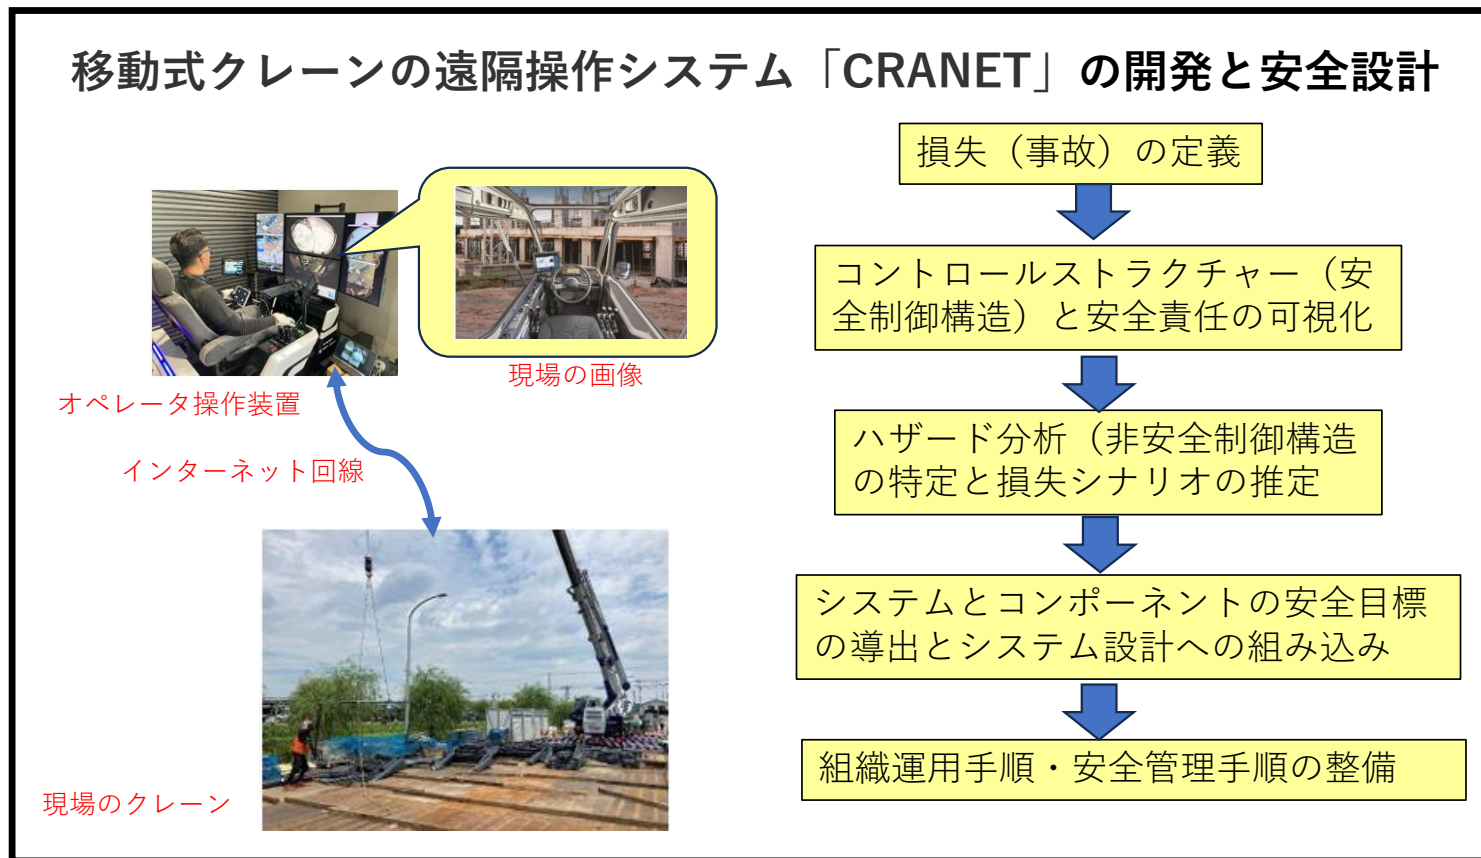 移動式クレーンの遠隔操作システム「CRANET」の開発と安全設計
現場の画像
オペレータ操作装置
インターネット回線
現場のクレーン
損失（事故）の定義
コントロールストラクチャー（安
全制御構造）と安全責任の可視化
ハザード分析（非安全制御構造
の特定と損失シナリオの推定
システムとコンポーネントの安全目標
の導出とシステム設計への組み込み
組織運用手順・安全管理手順の整備